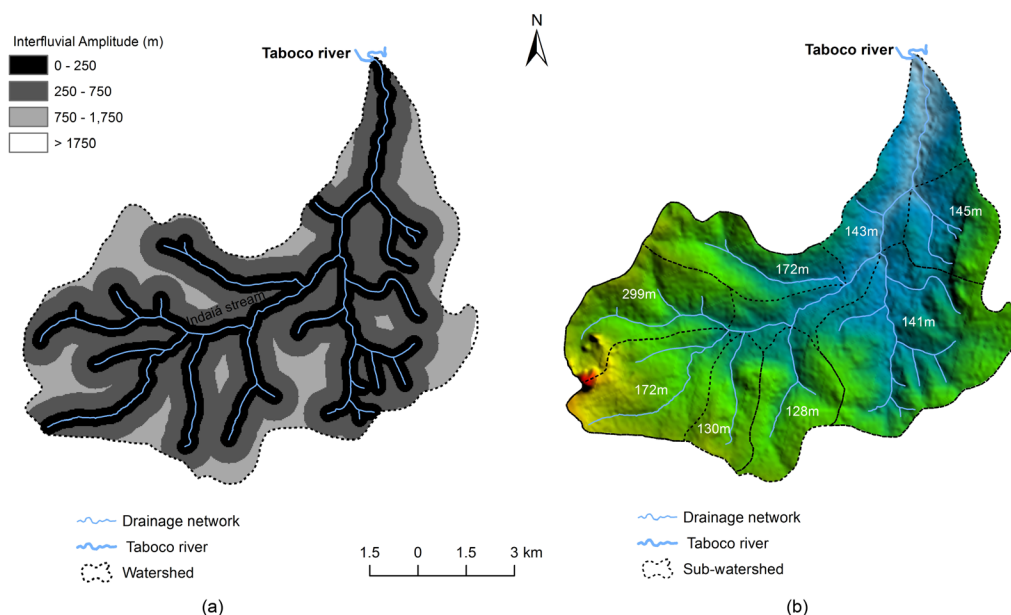 Interfluvial Amplitude (m)
0 - 250
250 - 750
750 - 1,750
> 1750
Taboco river
Indaiá stream
Drainage network
Taboco river
Watershed
(a)
N
1.5 0 1.5 3 km
Taboco river
145m
143m
172m
299m
141m
172m
128m
130m
Drainage network
Taboco river
Sub-watershed
(b)